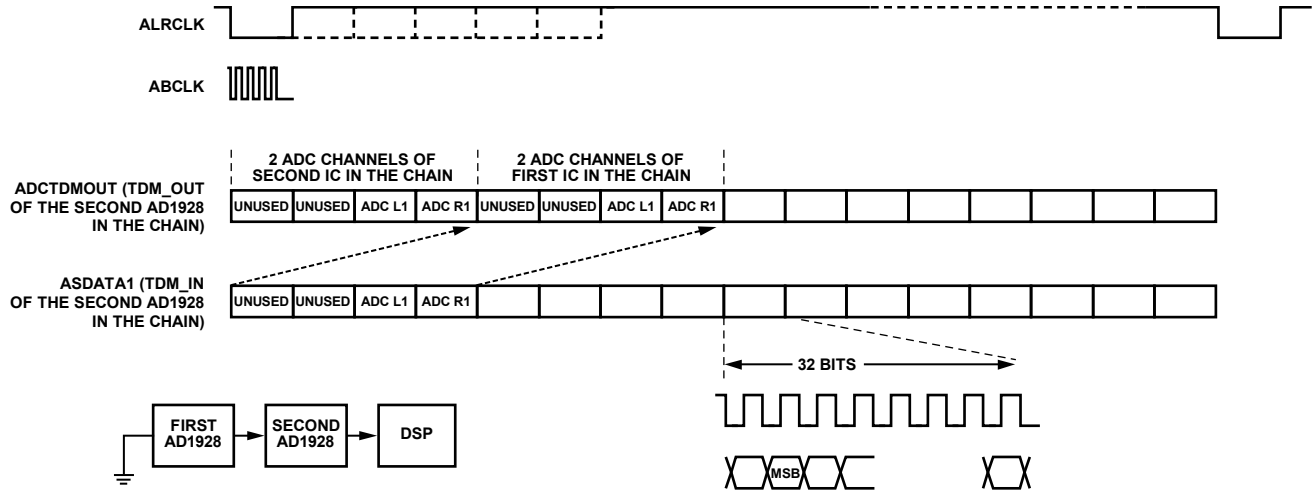 ALRCLK
ABCLK
2 ADC CHANNELS OF
SECOND IC IN THE CHAIN
2 ADC CHANNELS OF
FIRST IC IN THE CHAIN
ADCTDMOUT (TDM_OUT
OF THE SECOND AD1928
IN THE CHAIN)
UNUSED UNUSED ADC L1 ADC R1 UNUSED UNUSED ADC L1 ADC R1
ASDATA1 (TDM_IN
OF THE SECOND AD1928
IN THE CHAIN)
UNUSED UNUSED ADC L1 ADC R1
32 BITS
FIRST
AD1928
SECOND
AD1928
DSP
MSB